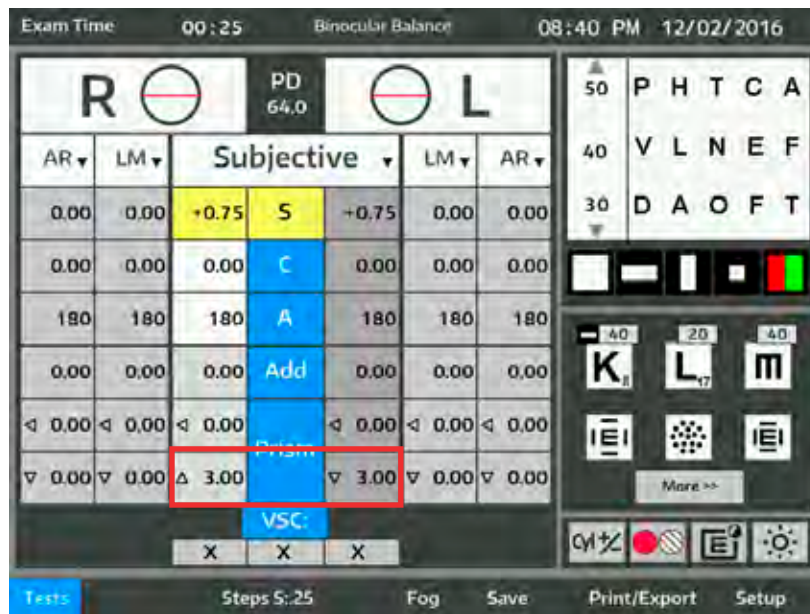 Exam Time 00:25 Binocular Balance 08:40 PM 12/02/2016
R PD 64.0 L
AR LM Subjective LM AR
0.00 0.00 +0.75 S +0.75 0.00 0.00
0.00 0.00 0.00 C 0.00 0.00 0.00
180 180 180 A 180 180 180
0.00 0.00 0.00 Add 0.00 0.00 0.00
0.00 0.00 0.00 Prism 0.00 0.00 0.00
0.00 0.00 3.00 3.00 0.00 0.00
VSC:
X X X
50 P H T C A
40 V L N E F
30 D A O F T
40 20 40
K 8 L 17 m
E E
More >>
Cyl +/- E
Tests Steps S:.25 Fog Save Print/Export Setup